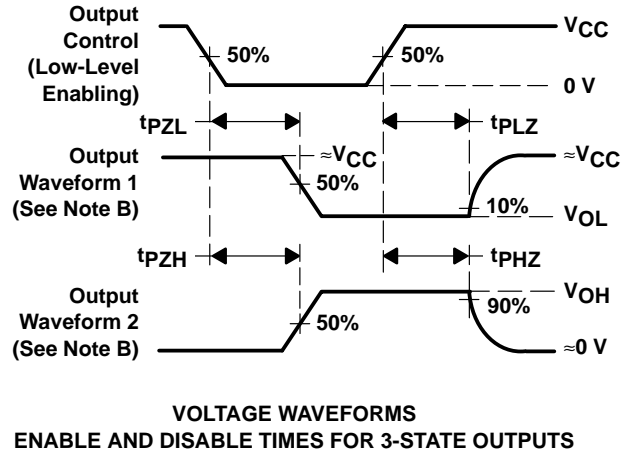 Output
Control
(Low-Level
Enabling)
50%
50%
VCC
0 V
tPZL
tPLZ
Output
Waveform 1
(See Note B)
≈VCC
50%
10%
≈VCC
VOL
tPZH
tPHZ
Output
Waveform 2
(See Note B)
50%
90%
VOH
≈0 V
VOLTAGE WAVEFORMS
ENABLE AND DISABLE TIMES FOR 3-STATE OUTPUTS